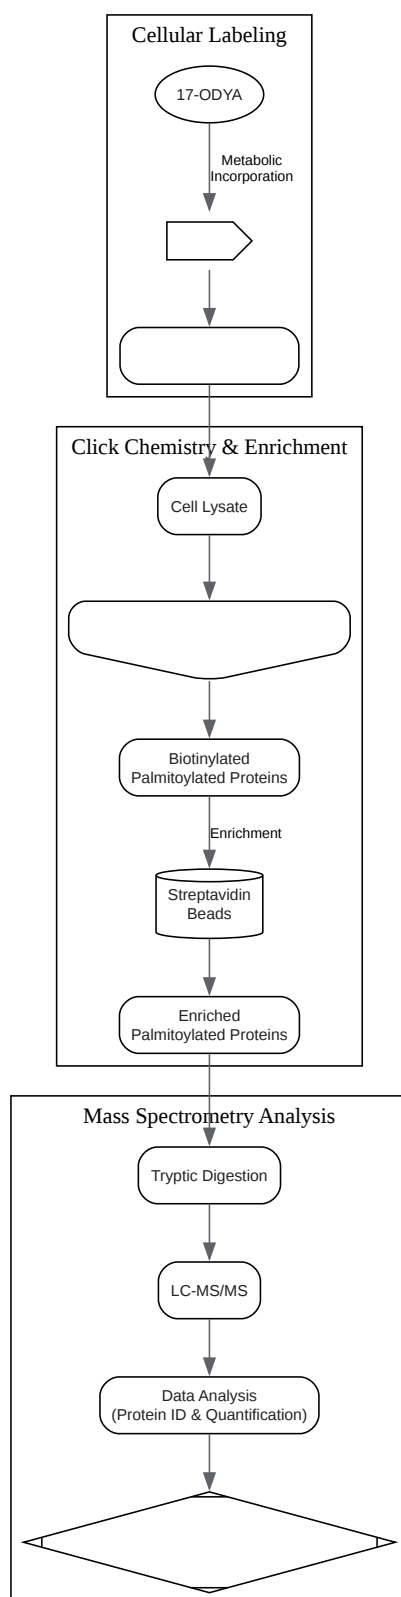 Cellular Labeling
17-ODYA
Metabolic
Incorporation
Click Chemistry & Enrichment
Cell Lysate
Biotinylated
Palmitoylated Proteins
Enrichment
Streptavidin
Beads
Enriched
Palmitoylated Proteins
Mass Spectrometry Analysis
Tryptic Digestion
LC-MS/MS
Data Analysis
(Protein ID & Quantification)